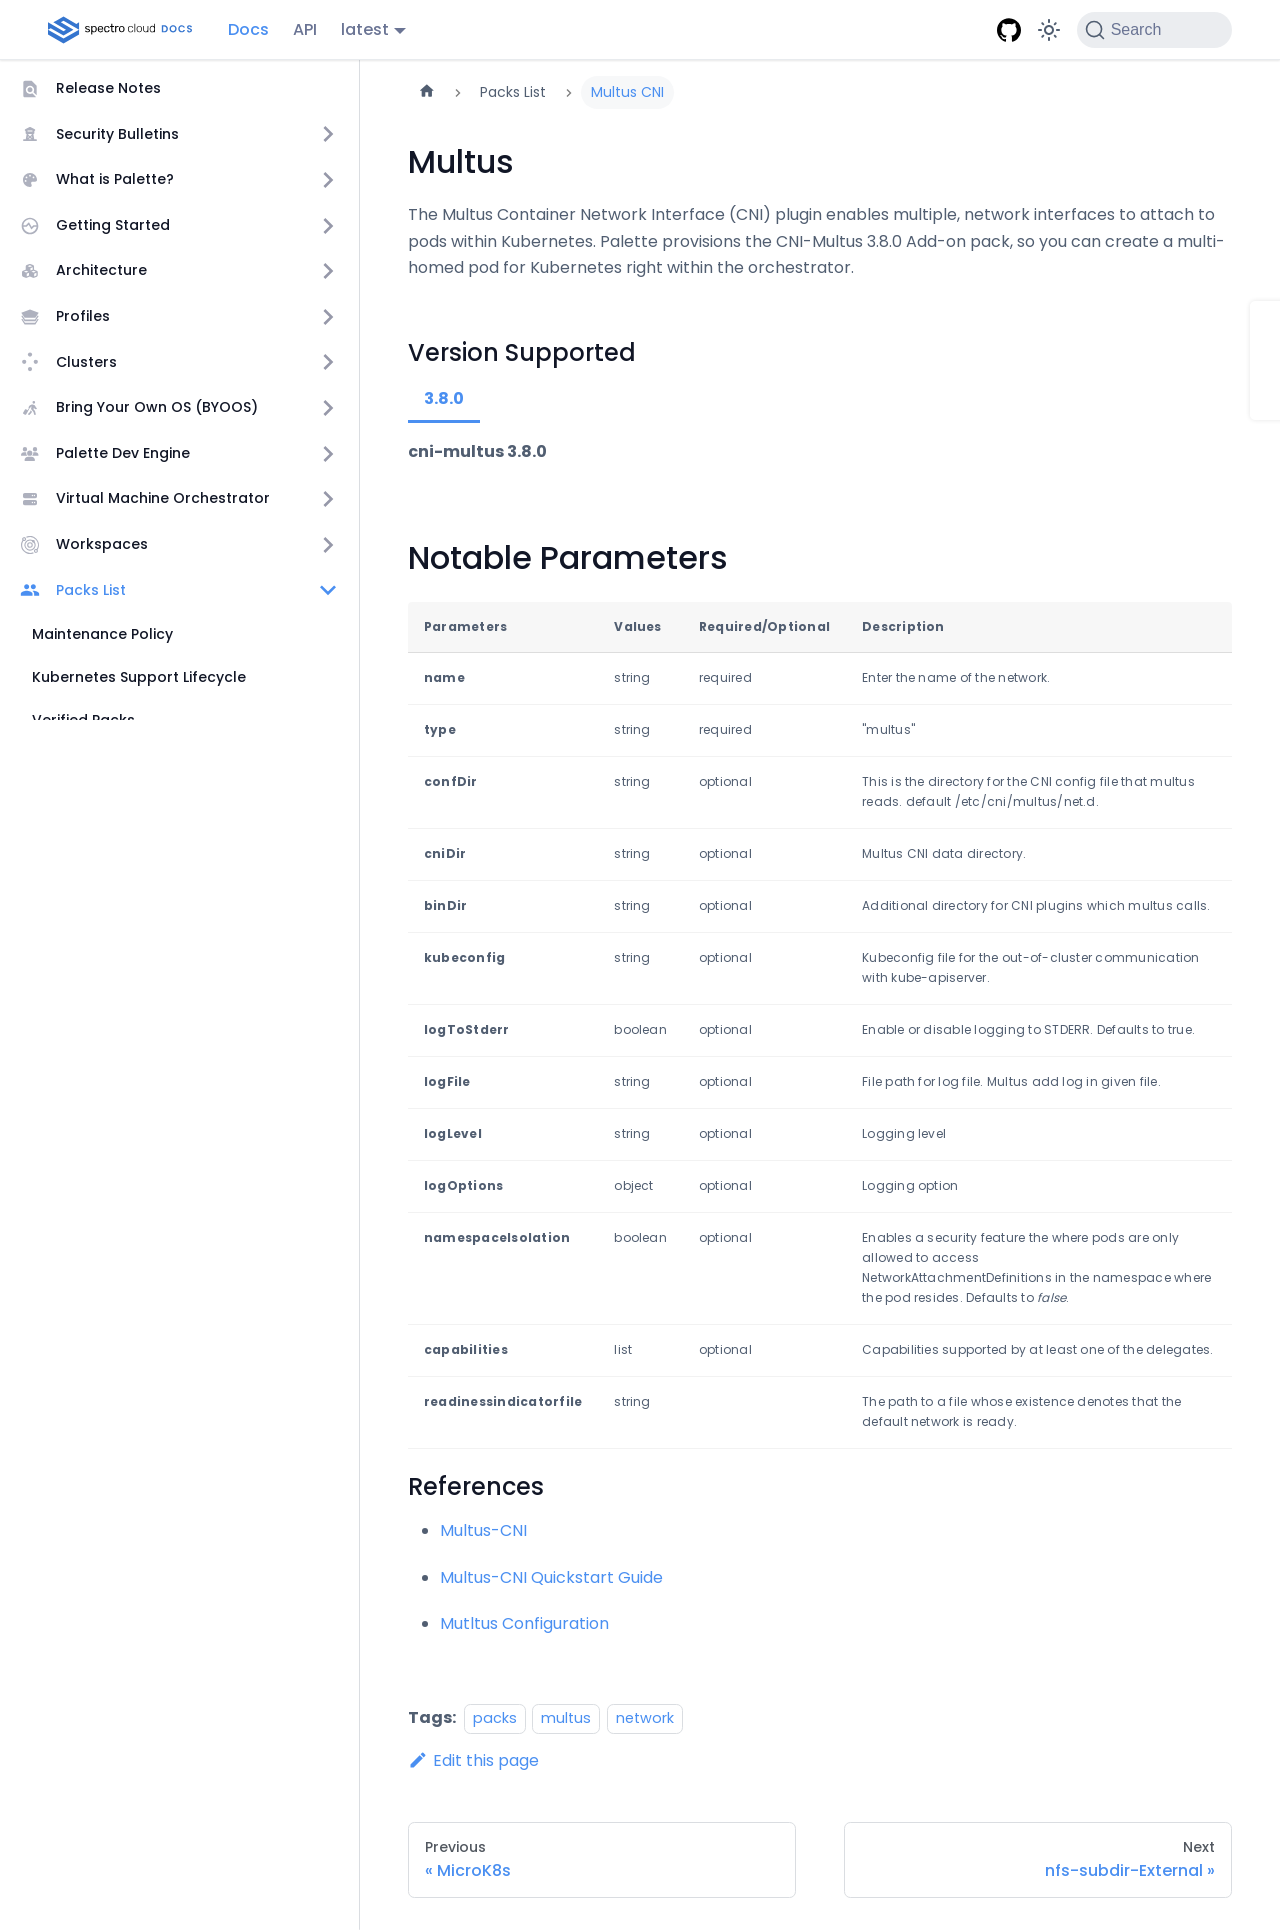 spectro cloud DOCS
Docs
API
latest
Search
Release Notes
Security Bulletins
What is Palette?
Getting Started
Architecture
Profiles
Clusters
Bring Your Own OS (BYOOS)
Palette Dev Engine
Virtual Machine Orchestrator
Workspaces
Packs List
Maintenance Policy
Kubernetes Support Lifecycle
Verified Packs
Packs List
Multus CNI
Multus
The Multus Container Network Interface (CNI) plugin enables multiple, network interfaces to attach to
pods within Kubernetes. Palette provisions the CNI-Multus 3.8.0 Add-on pack, so you can create a multi-
homed pod for Kubernetes right within the orchestrator.
Version Supported
3.8.0
cni-multus 3.8.0
Notable Parameters
Parameters Values Required/Optional Description
name string required Enter the name of the network.
type string required "multus"
confDir string optional This is the directory for the CNI config file that multus
reads. default /etc/cni/multus/net.d.
cniDir string optional Multus CNI data directory.
binDir string optional Additional directory for CNI plugins which multus calls.
kubeconfig string optional Kubeconfig file for the out-of-cluster communication
with kube-apiserver.
logToStderr boolean optional Enable or disable logging to STDERR. Defaults to true.
logFile string optional File path for log file. Multus add log in given file.
logLevel string optional Logging level
logOptions object optional Logging option
namespaceIsolation boolean optional Enables a security feature the where pods are only
allowed to access
NetworkAttachmentDefinitions in the namespace where
the pod resides. Defaults to false.
capabilities list optional Capabilities supported by at least one of the delegates.
readinessindicatorfile string The path to a file whose existence denotes that the
default network is ready.
References
Multus-CNI
Multus-CNI Quickstart Guide
Mutltus Configuration
Tags: packs multus network
Edit this page
Previous
« MicroK8s
Next
nfs-subdir-External »